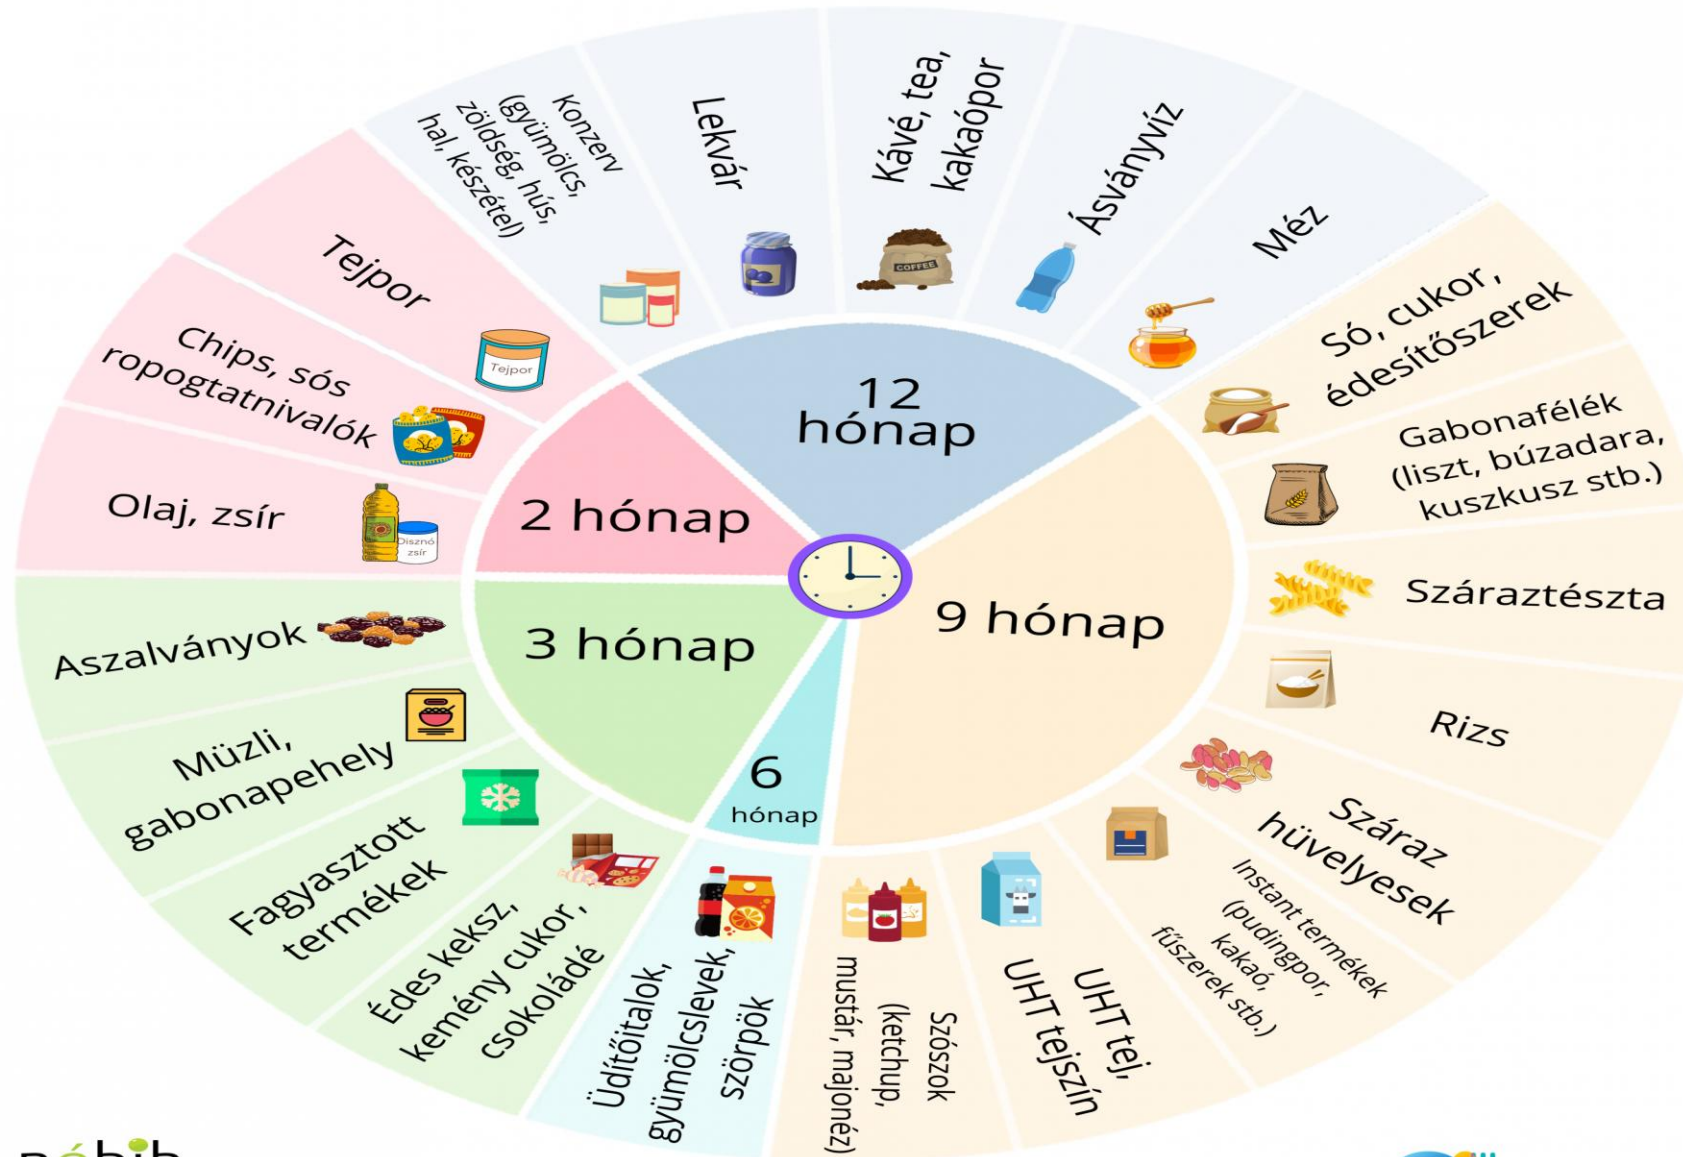 12
hónap
Konzerv
(gyümölcs,
zöldség, hús,
hal, készétel)
Lekvár
Kávé, tea,
kakaópor
COFFEE
Ásványvíz
Méz
9 hónap
Só, cukor,
édesítőszerek
Gabonafélék
(liszt, búzadara,
kuszkusz stb.)
Száraztészta
Rizs
Száraz
hüvelyesek
Instant termékek
(pudingpor,
kakaó,
fűszerek stb.)
UHT tej,
UHT tejszín
Szószok
(ketchup,
mustár, majonéz)
6
hónap
Üdítőitalok,
gyümölcslevek,
szörpök
3 hónap
Édes keksz,
kemény cukor,
csokoládé
Fagyasztott
termékek
Müzli,
gabonapehely
Aszalványok
2 hónap
Olaj, zsír
Disznó
zsír
Chips, sós
ropogtatnivalók
Tejpor
Tejpor